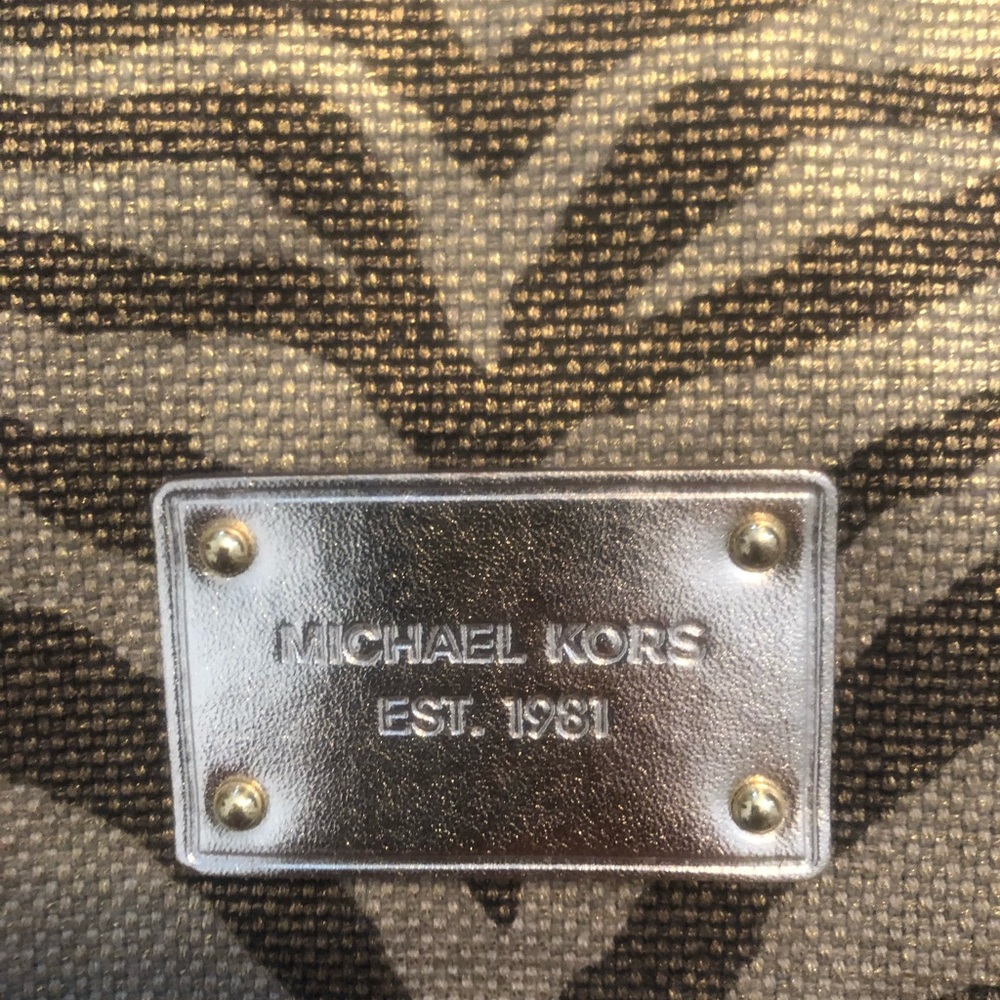 MICHAEL KORS
EST. 1981